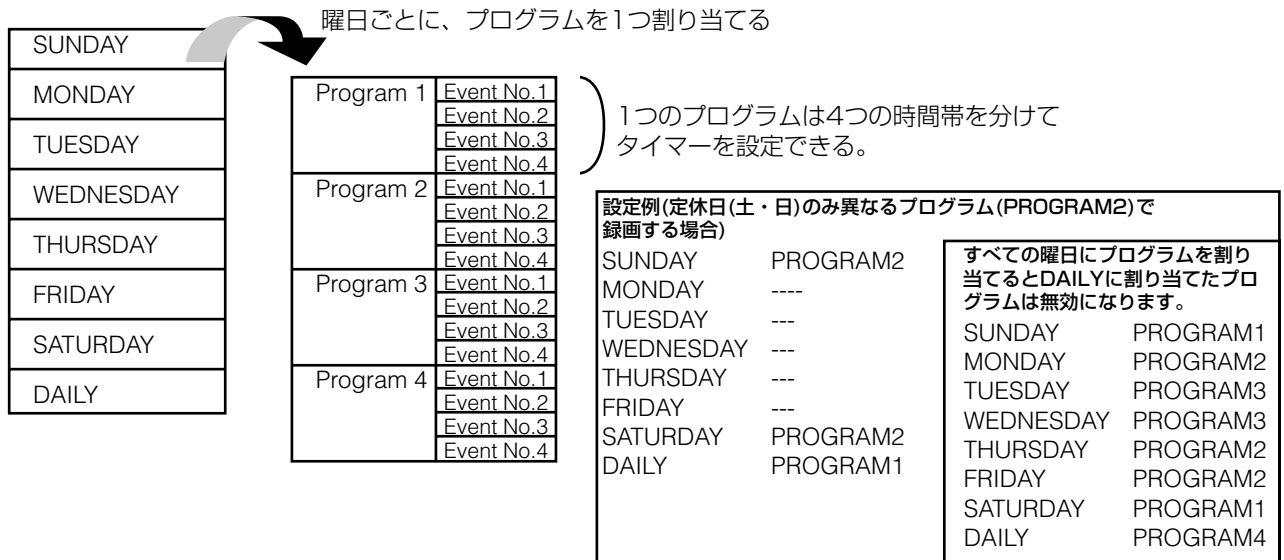 曜日ごとに、プログラムを1つ割り当てる
SUNDAY
MONDAY
TUESDAY
WEDNESDAY
THURSDAY
FRIDAY
SATURDAY
DAILY
Program 1
Event No.1
Event No.2
Event No.3
Event No.4
Program 2
Event No.1
Event No.2
Event No.3
Event No.4
Program 3
Event No.1
Event No.2
Event No.3
Event No.4
Program 4
Event No.1
Event No.2
Event No.3
Event No.4
1つのプログラムは4つの時間帯を分けて
タイマーを設定できる。
設定例(定休日(土・日)のみ異なるプログラム(PROGRAM2)で
録画する場合)
SUNDAY PROGRAM2
MONDAY ----
TUESDAY ---
WEDNESDAY ---
THURSDAY ---
FRIDAY ---
SATURDAY PROGRAM2
DAILY PROGRAM1
すべての曜日にプログラムを割り
当てるとDAILYに割り当てたプロ
グラムは無効になります。
SUNDAY PROGRAM1
MONDAY PROGRAM2
TUESDAY PROGRAM3
WEDNESDAY PROGRAM3
THURSDAY PROGRAM2
FRIDAY PROGRAM2
SATURDAY PROGRAM1
DAILY PROGRAM4